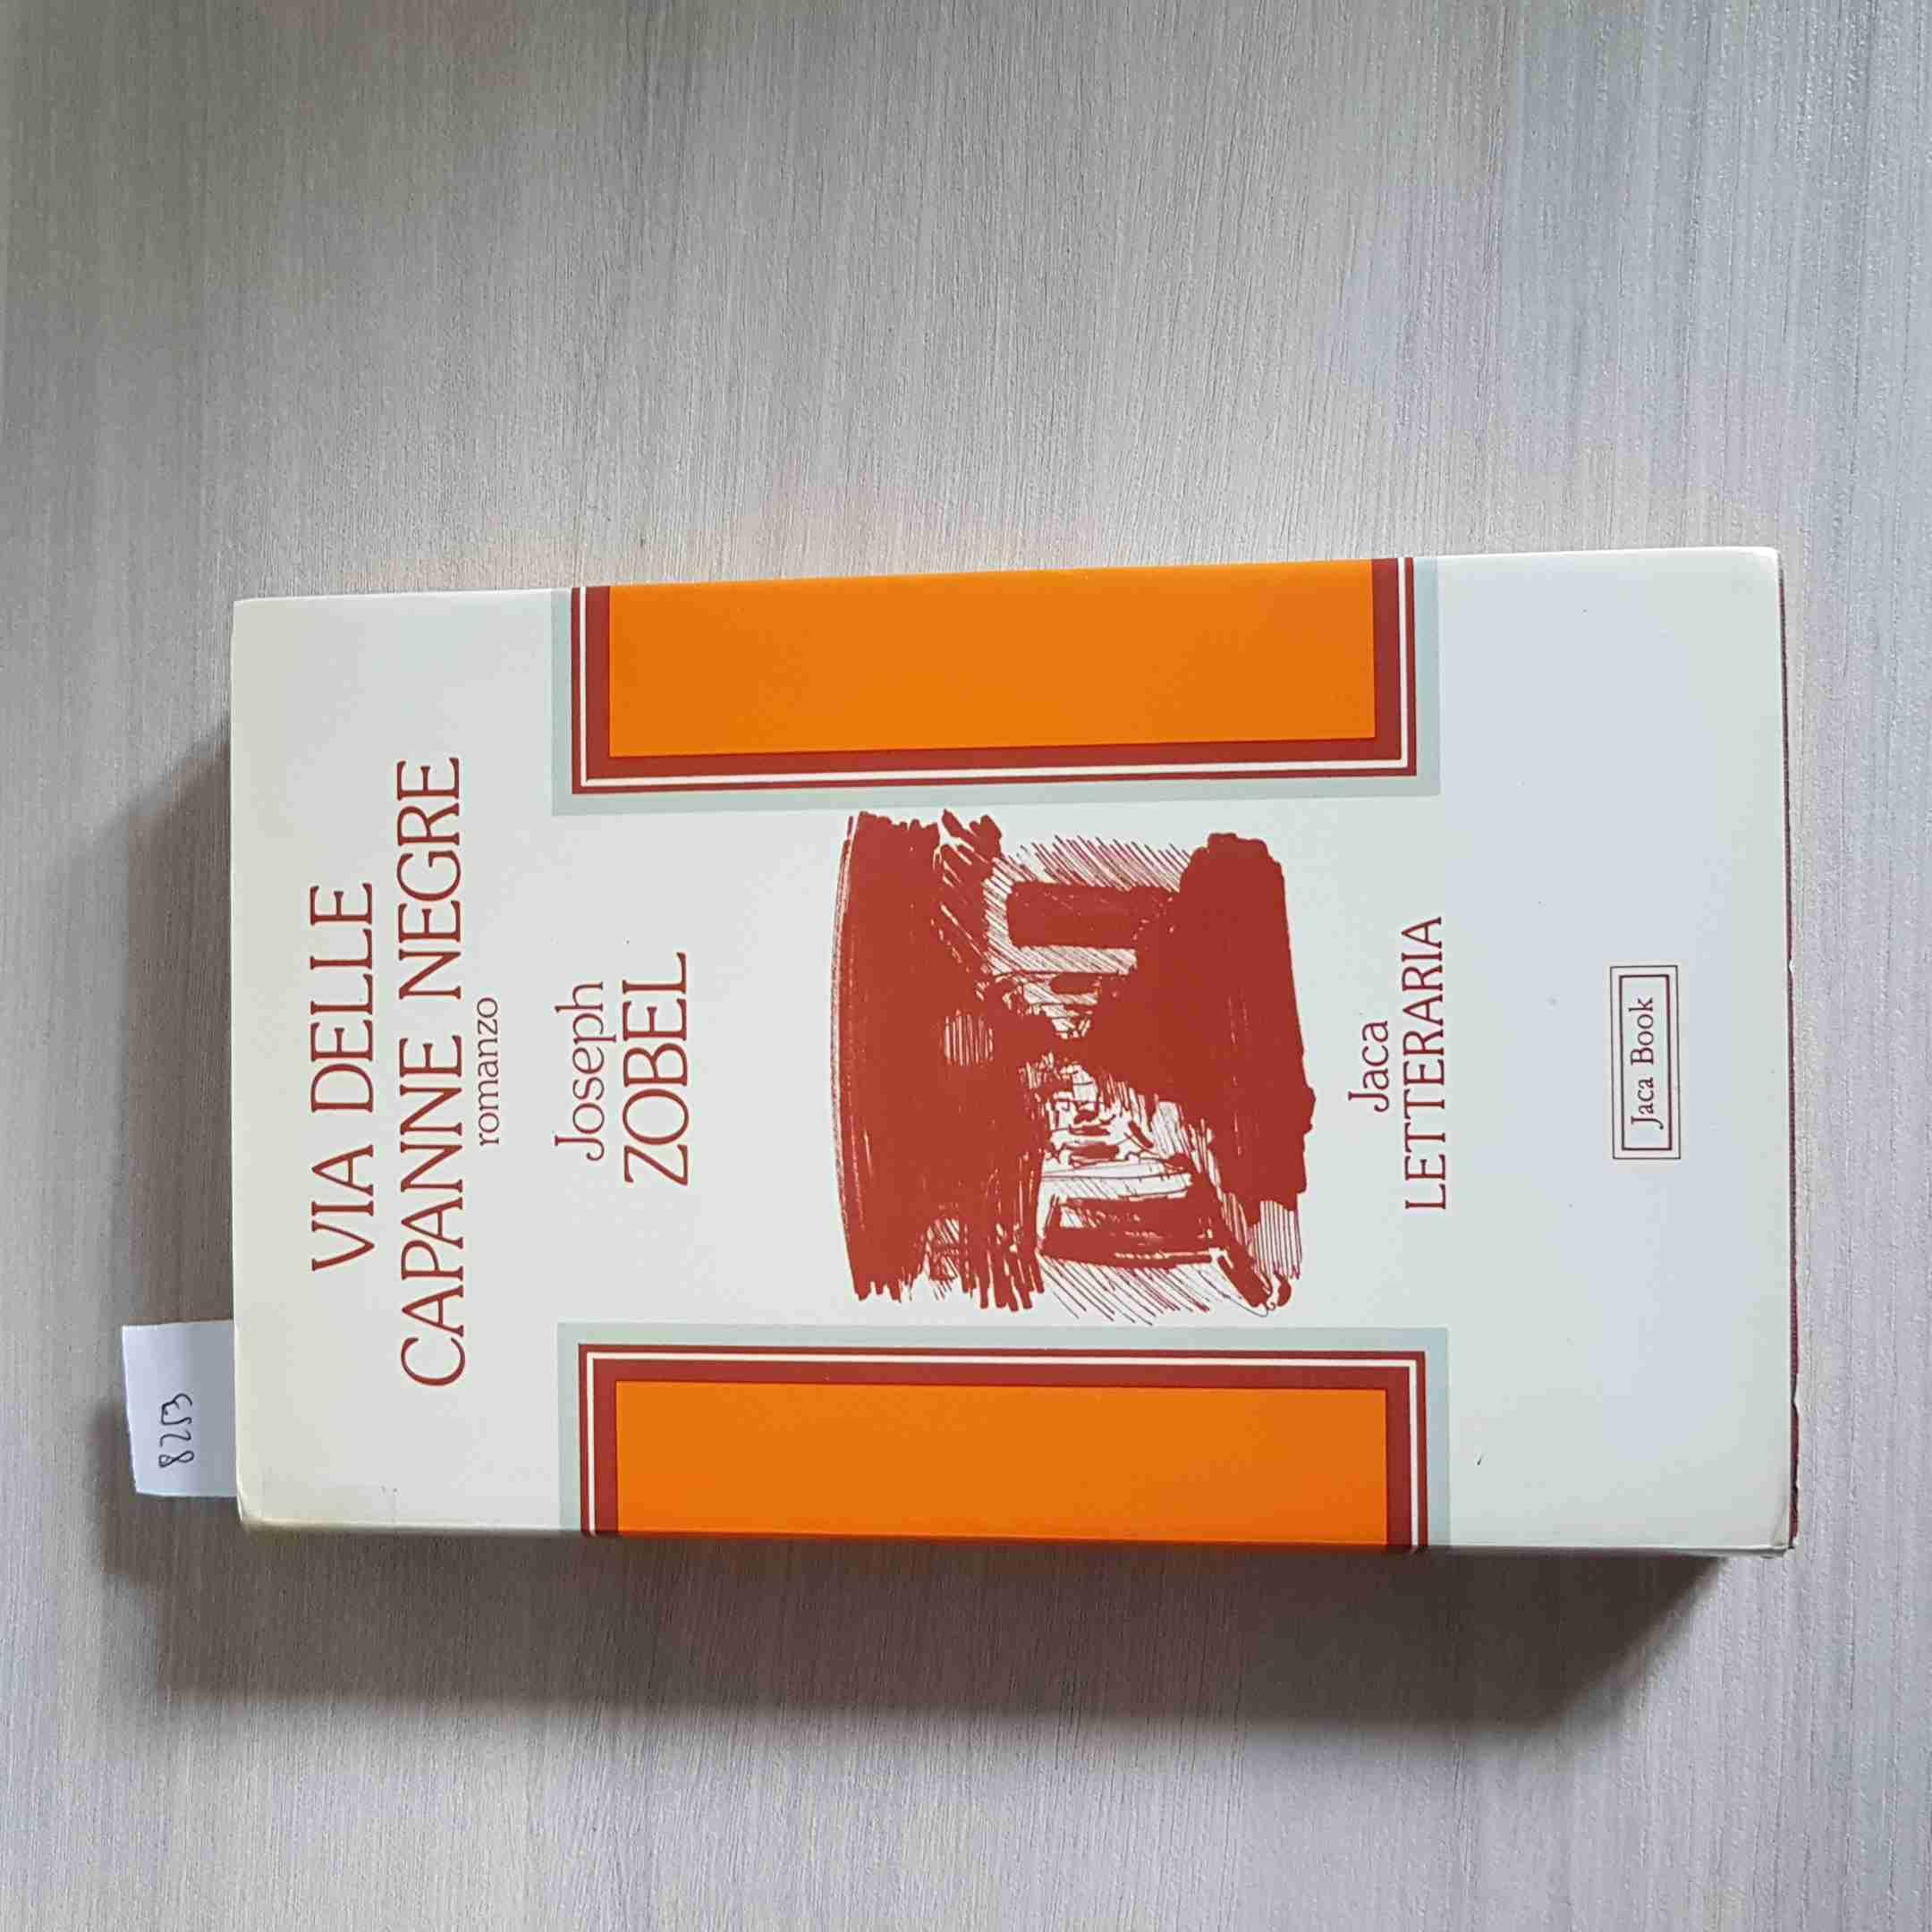 8253
VIA DELLE
CAPANNE NEGRE
romanzo
Joseph
ZOBEL
Jaca
LETTERARIA
Jaca Book